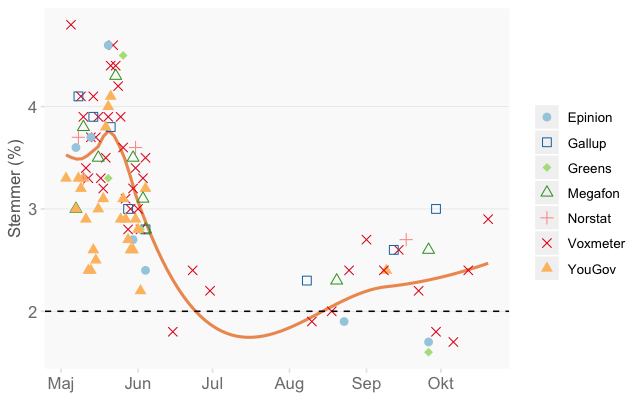 Stemmer (%)
4
3
2
Maj Jun Jul Aug Sep Okt
Epinion
Gallup
Greens
Megafon
Norstat
Voxmeter
YouGov